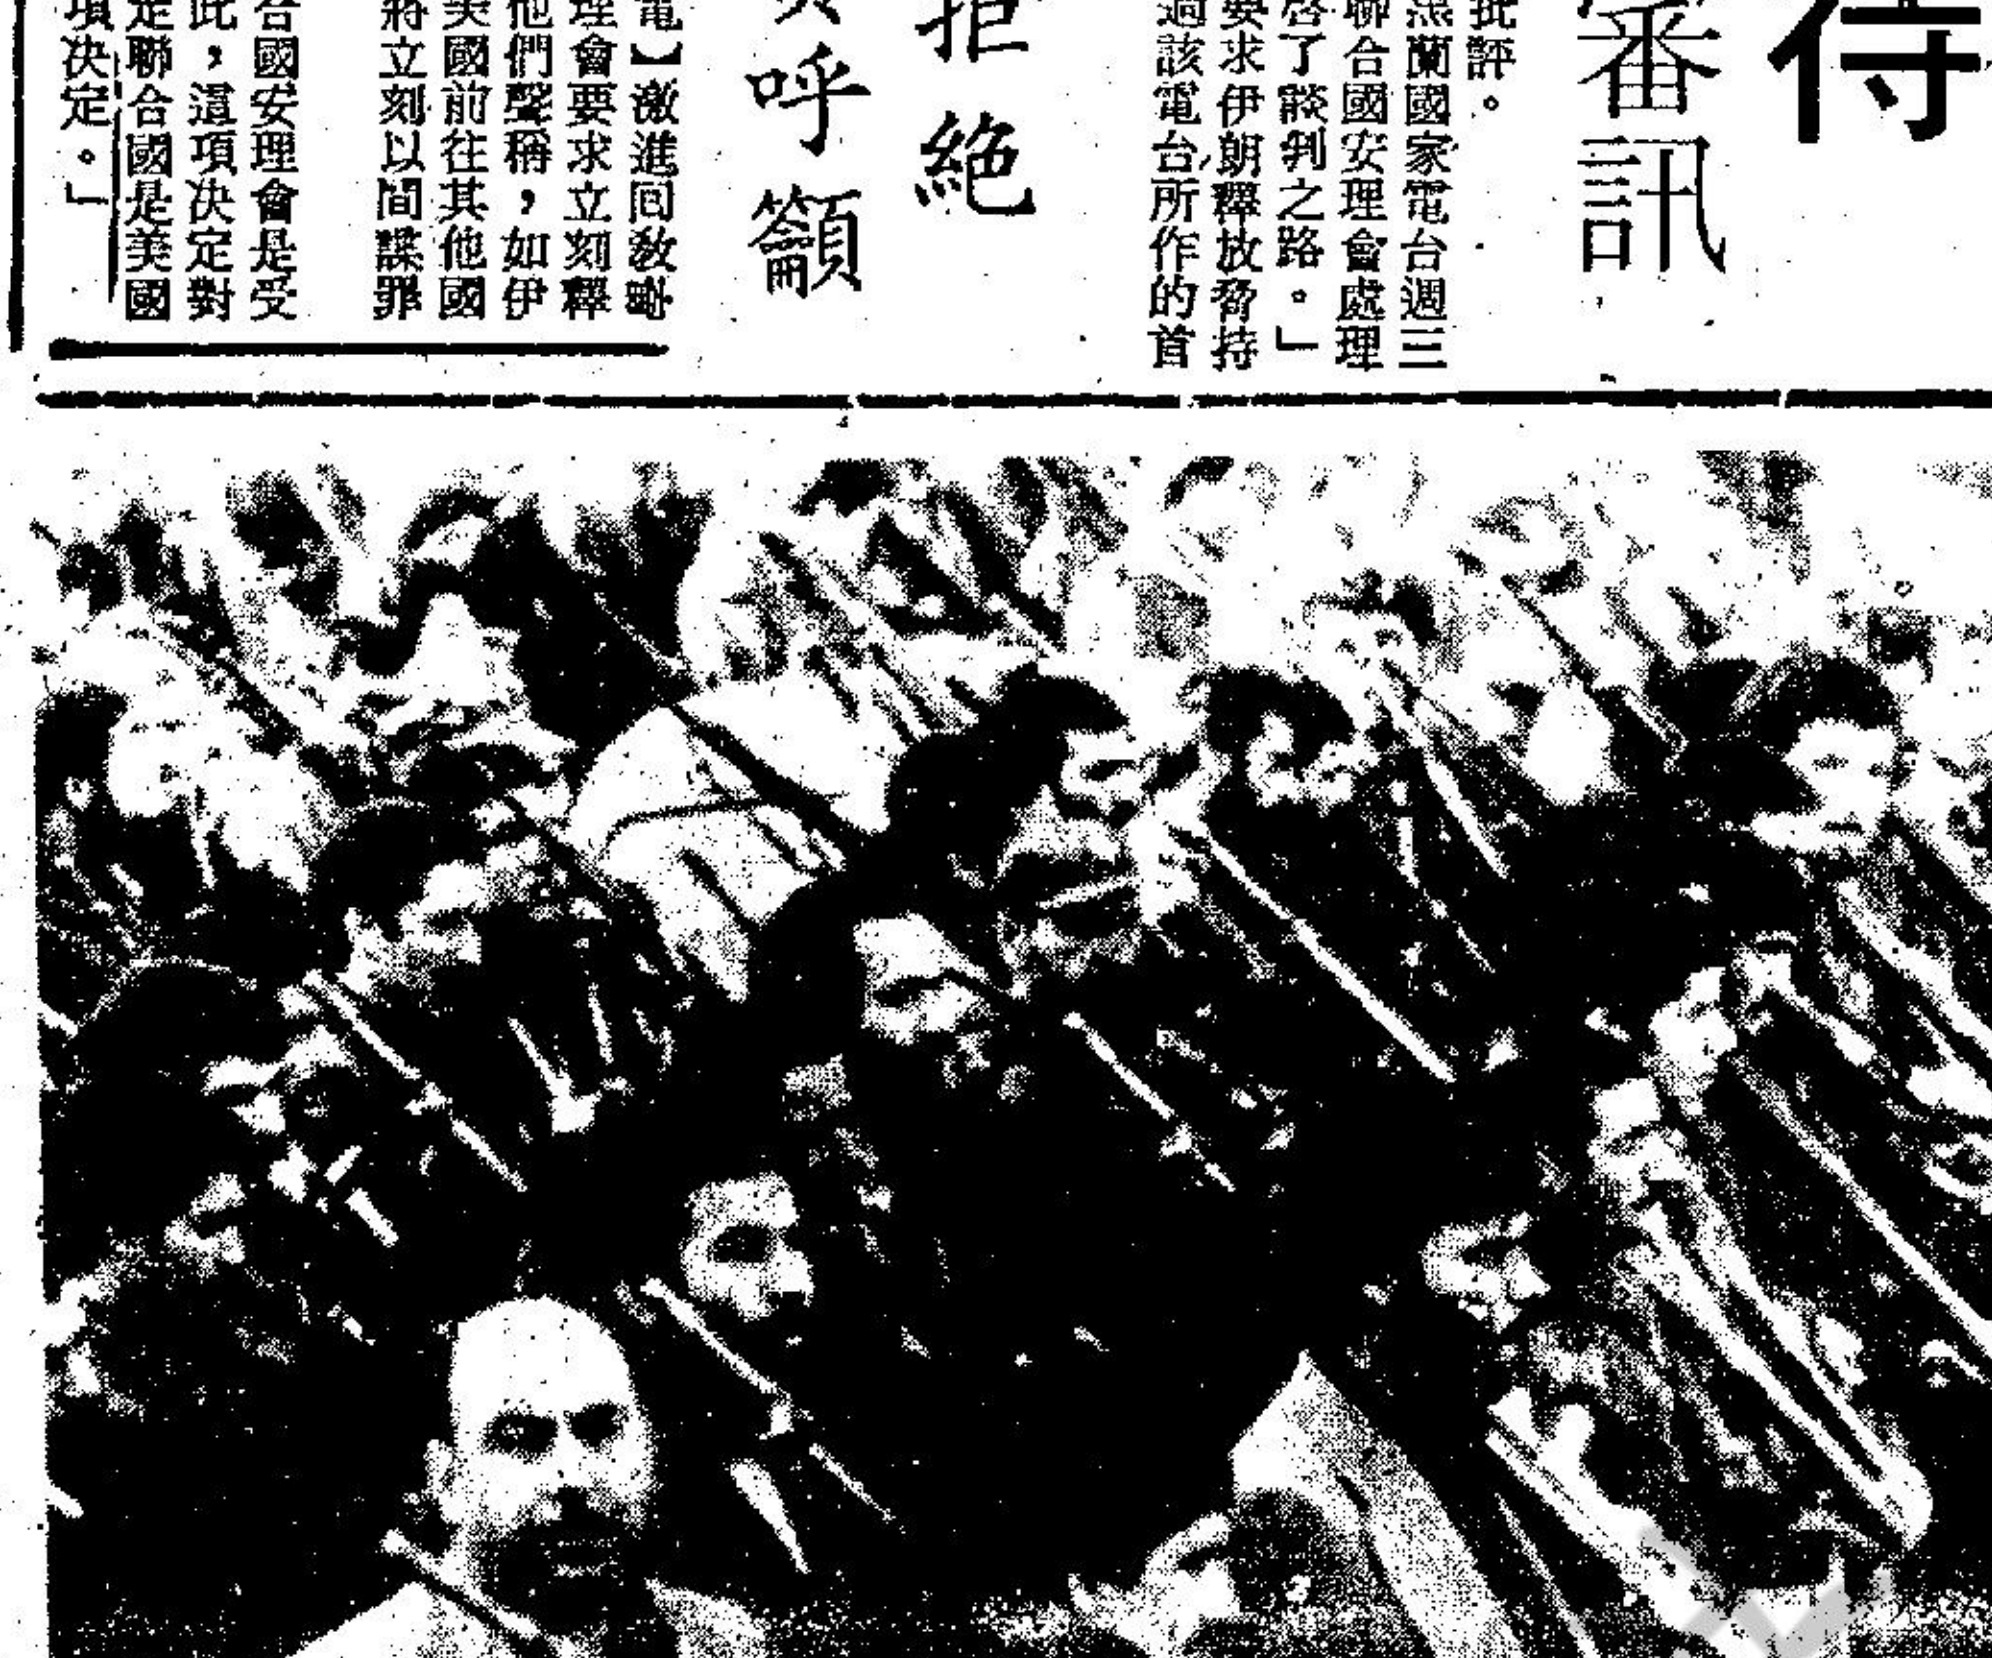 待
審訊
批評。
黑蘭國家電台週三
聯合國安理會處理
啓了談判之路。」
要求伊朗釋放脅持
過該電台所作的首
拒絕
呼籲
電】激進回教
理會要求立刻釋
他們聲稱,如伊
美國前往其他國
將立刻以間諜罪
合國安理會是受
此,這項決定對
是聯合國是美國
項決定。」